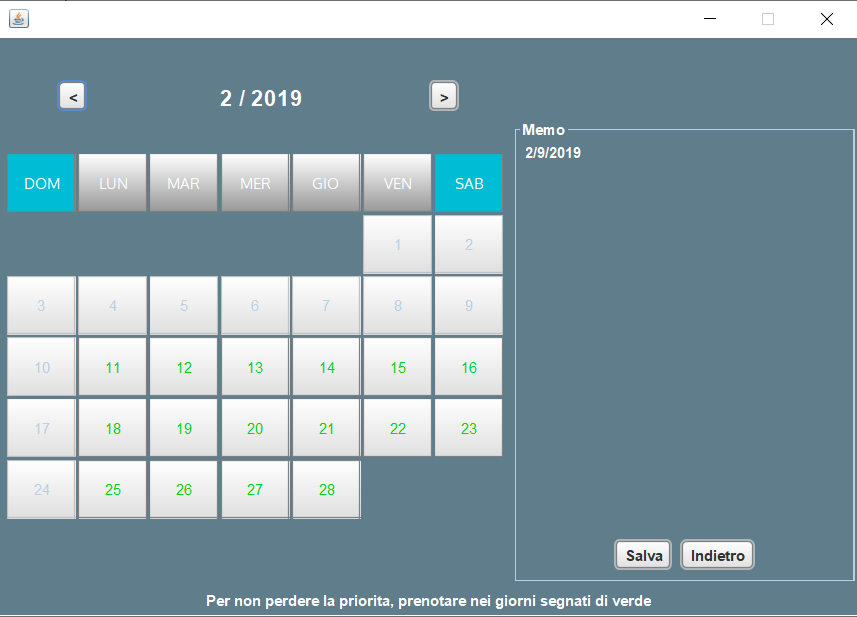 < 2 / 2019 >
Memo
2/9/2019
DOM LUN MAR MER GIO VEN SAB
1 2
3 4 5 6 7 8 9
10 11 12 13 14 15 16
17 18 19 20 21 22 23
24 25 26 27 28
Salva Indietro
Per non perdere la priorita, prenotare nei giorni segnati di verde